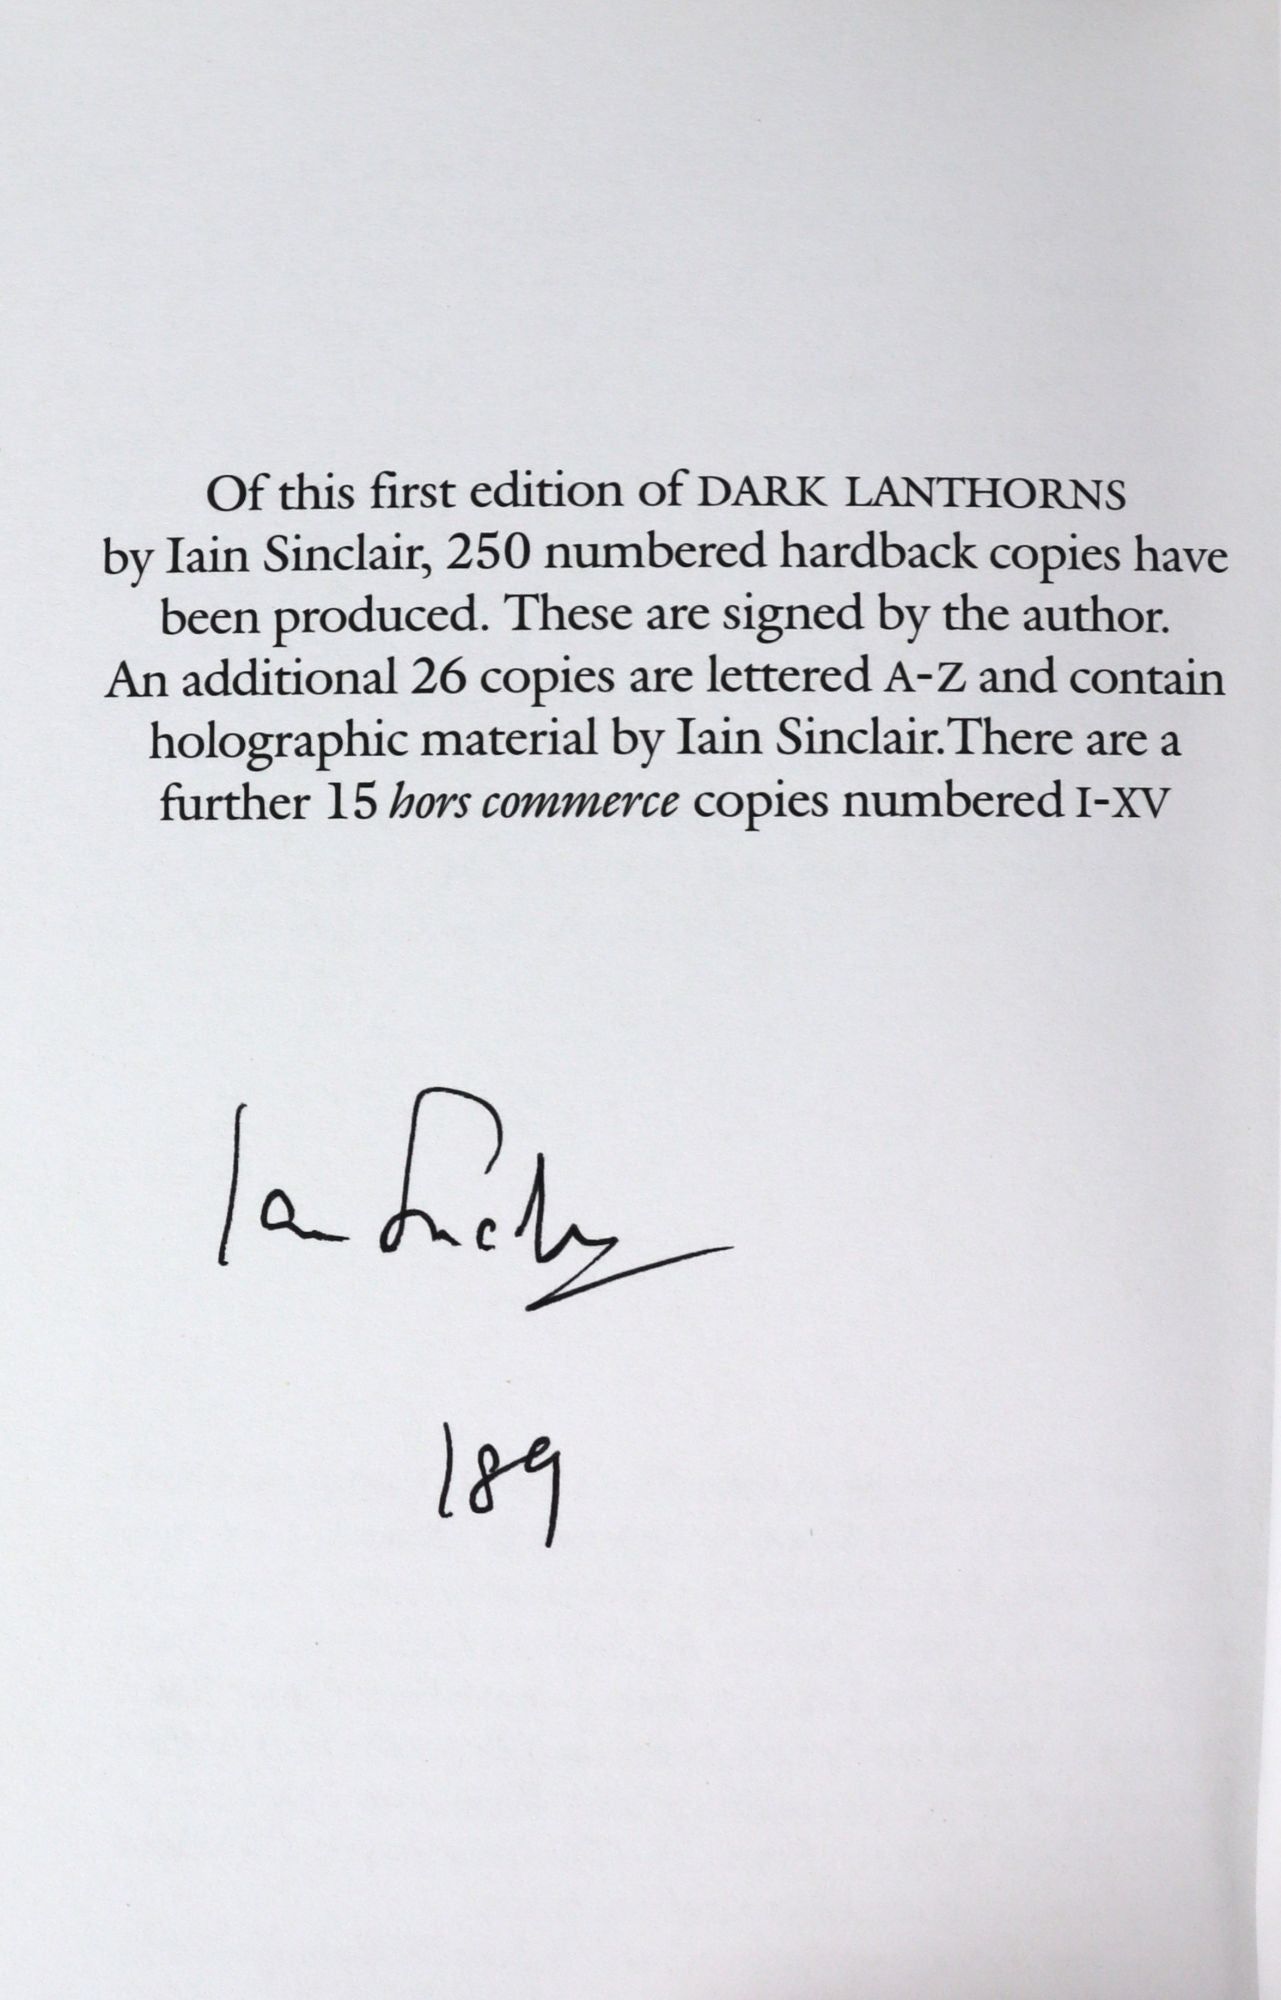 Of this first edition of DARK LANTHORNS
by Iain Sinclair, 250 numbered hardback copies have
been produced. These are signed by the author.
An additional 26 copies are lettered A-Z and contain
holographic material by Iain Sinclair. There are a
further 15 hors commerce copies numbered I-XV
Iain Sinclair
189